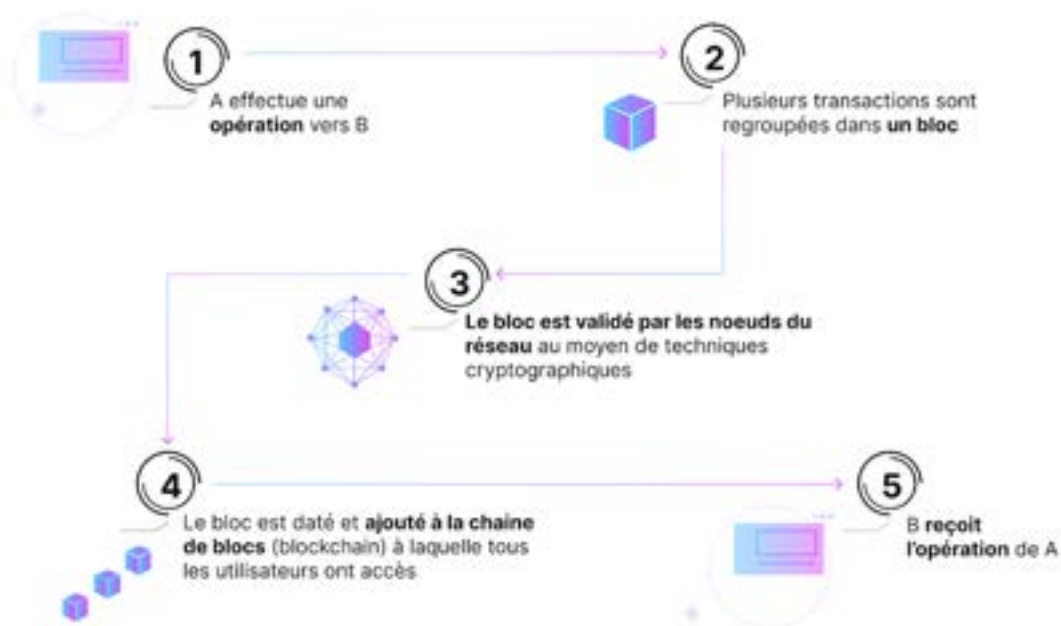 1
A effectue une
opération vers B
2
Plusieurs transactions sont
regroupées dans un bloc
3
Le bloc est validé par les noeuds du
réseau au moyen de techniques
cryptographiques
4
Le bloc est daté et ajouté à la chaine
de blocs (blockchain) à laquelle tous
les utilisateurs ont accès
5
B reçoit
l'opération de A